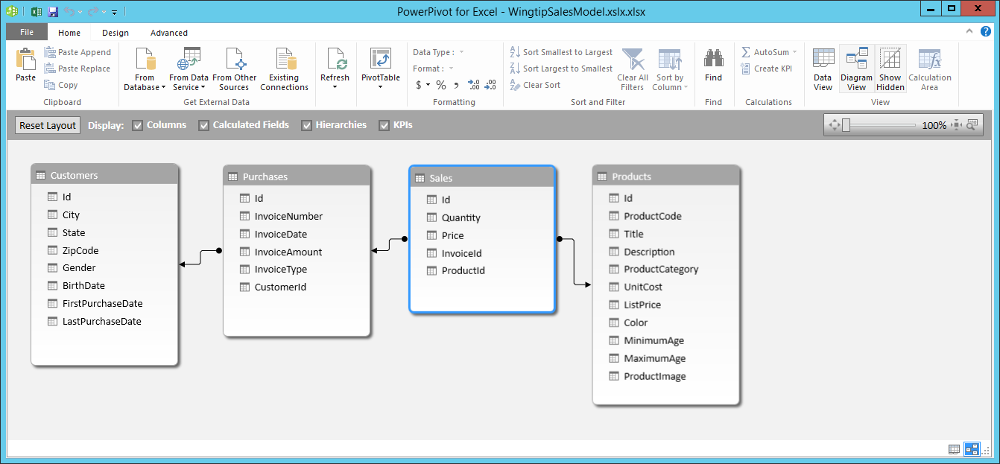 PowerPivot for Excel - WingtipSalesModel.xslx.xlsx
File Home Design Advanced
Paste
Paste Append
Paste Replace
Copy
Clipboard
From Database
From Data Service
From Other Sources
Existing Connections
Get External Data
Refresh
PivotTable
Data Type :
Format :
$ % , .00 .00
Formatting
Sort Smallest to Largest
Sort Largest to Smallest
Clear Sort
Clear All Filters
Sort by Column
Sort and Filter
Find
Find
AutoSum
Create KPI
Calculations
Data View
Diagram View
Show Hidden
Calculation Area
View
Reset Layout Display: Columns Calculated Fields Hierarchies KPIs 100%
Customers
Id
City
State
ZipCode
Gender
BirthDate
FirstPurchaseDate
LastPurchaseDate
Purchases
Id
InvoiceNumber
InvoiceDate
InvoiceAmount
InvoiceType
CustomerId
Sales
Id
Quantity
Price
InvoiceId
ProductId
Products
Id
ProductCode
Title
Description
ProductCategory
UnitCost
ListPrice
Color
MinimumAge
MaximumAge
ProductImage